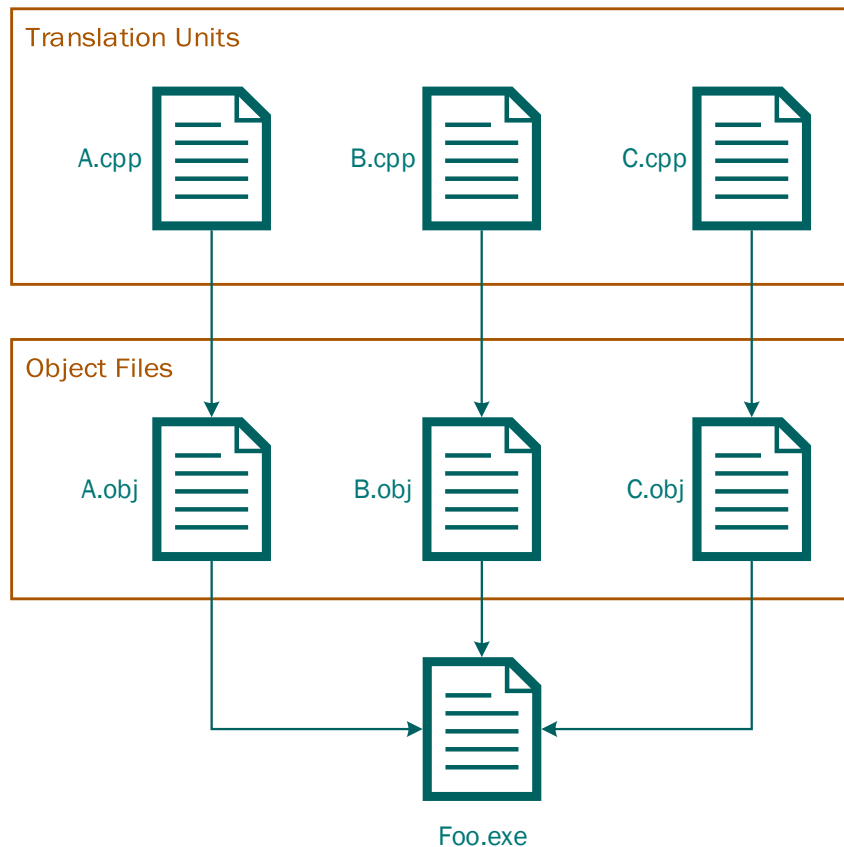 Translation Units
A.cpp
B.cpp
C.cpp
Object Files
A.obj
B.obj
C.obj
Foo.exe